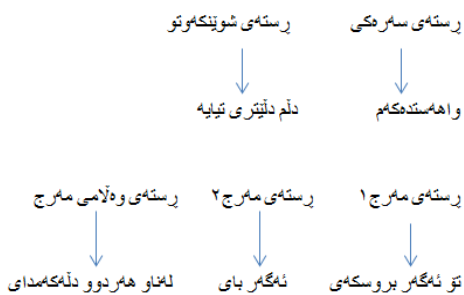 ڕستەی سەرەکی ڕستەی شوێنکەوتو
واهەستدەکەم دڵم دڵێتری تیایە
ڕستەی مەرج١ ڕستەی مەرج٢ ڕستەی وەڵامی مەرج
تۆ ئەگەر بروسکەی ئەگەر بای لەناو هەردوو دڵەکەمدای